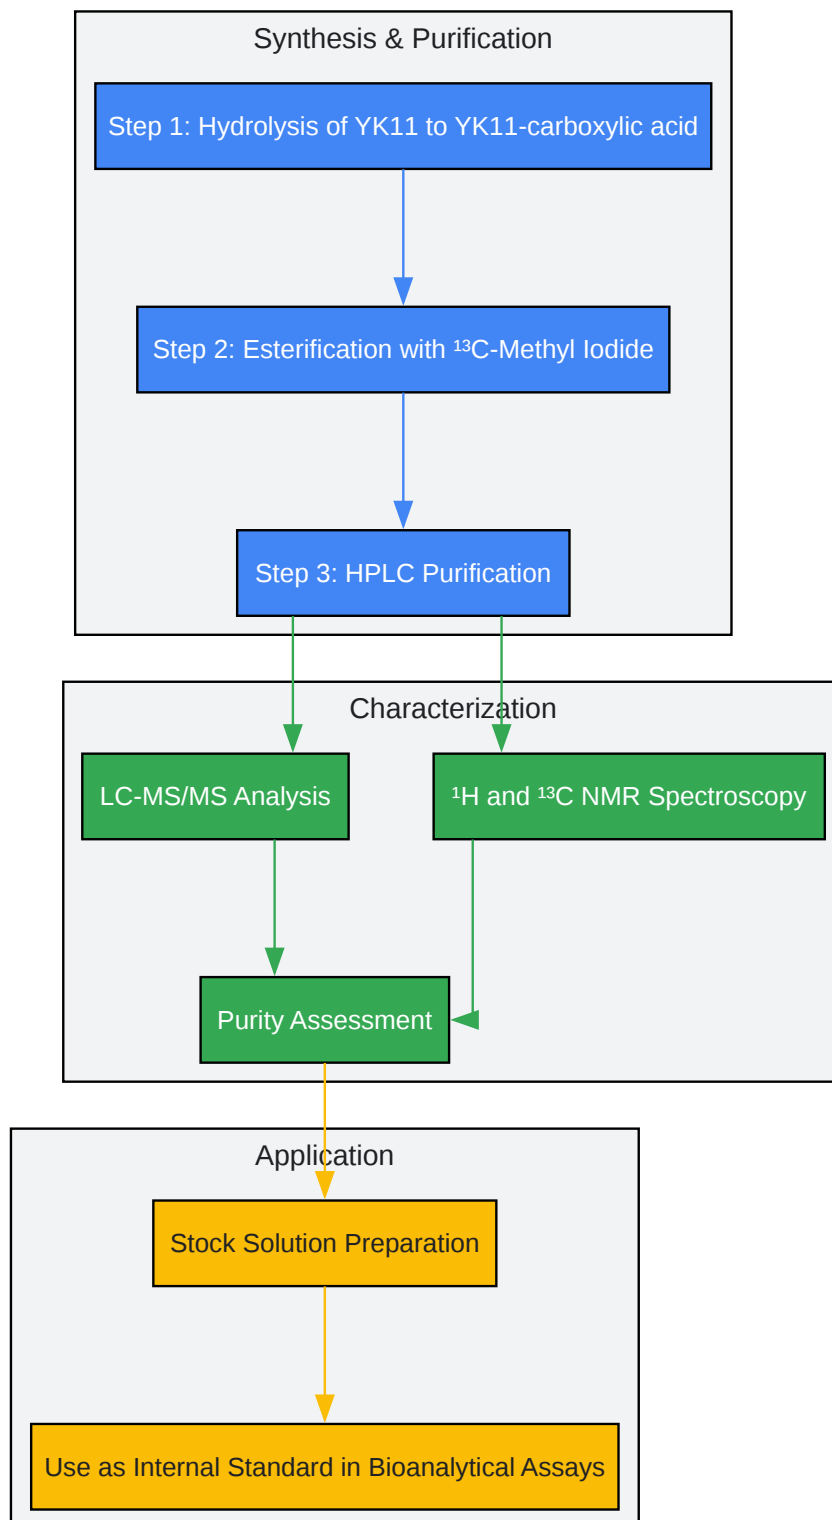 Synthesis & Purification
Step 1: Hydrolysis of YK11 to YK11-carboxylic acid
Step 2: Esterification with ¹³C-Methyl Iodide
Step 3: HPLC Purification
Characterization
LC-MS/MS Analysis
¹H and ¹³C NMR Spectroscopy
Purity Assessment
Application
Stock Solution Preparation
Use as Internal Standard in Bioanalytical Assays